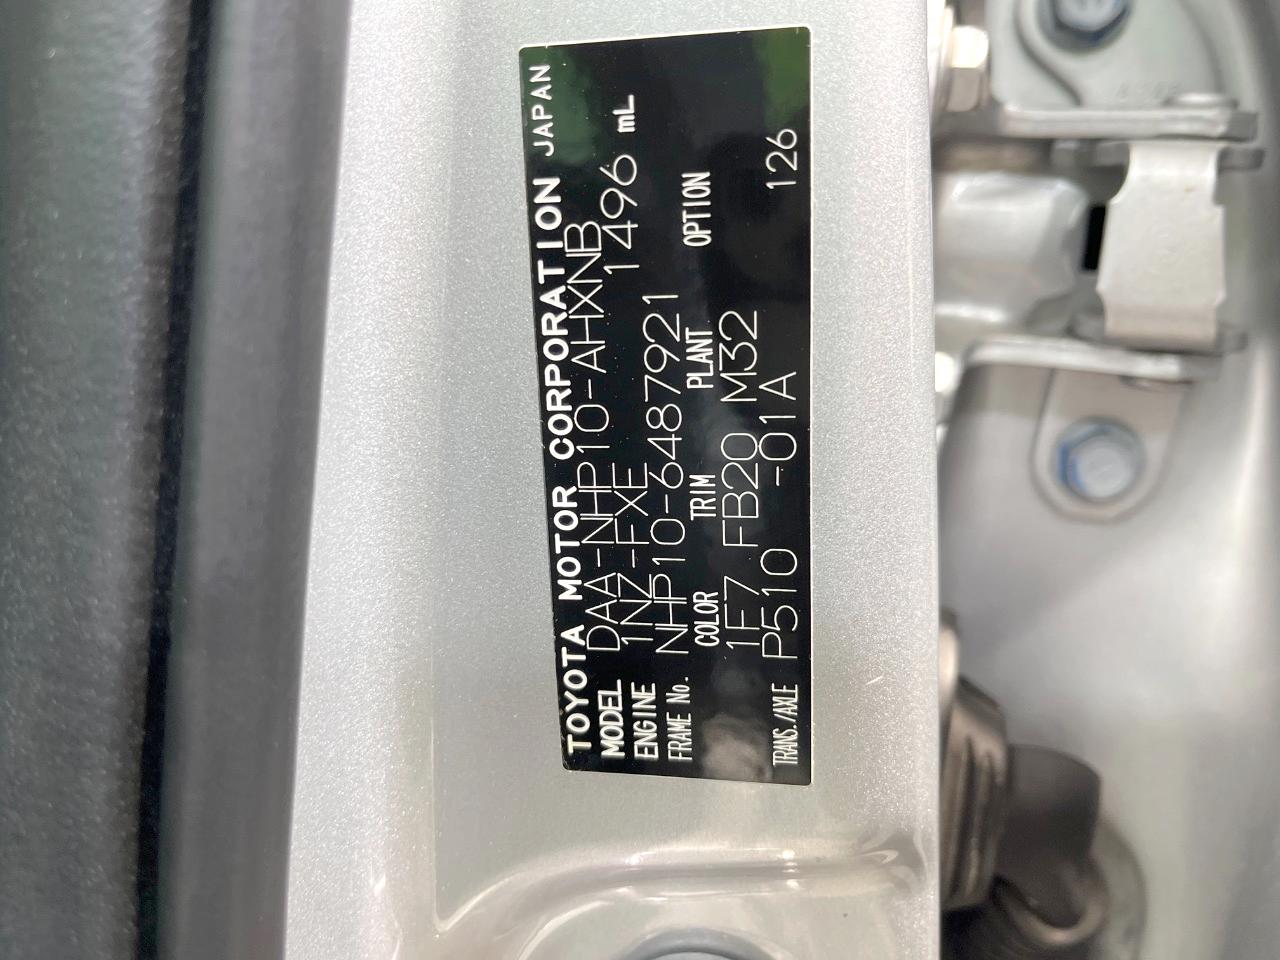 TOYOTA MOTOR CORPORATION JAPAN
MODEL DAA-NHP10-AHXNB
ENGINE 1NZ-FXE 1496 mL
FRAME No. NHP10-6487921
COLOR TRIM PLANT OPTION
1F7 FB20 M32
TRANS./AXLE P510 -01A 126